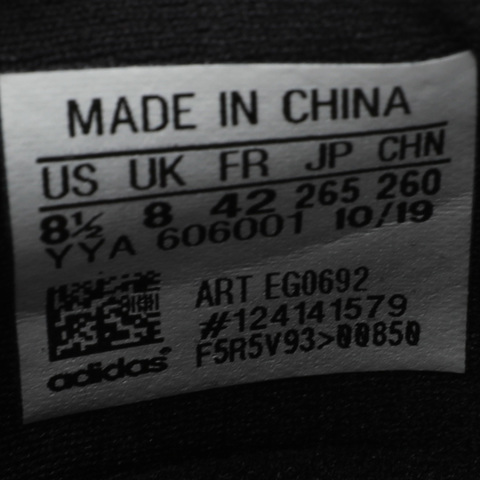 MADE IN CHINA
US UK FR JP CHN
8½ 8 42 265 260
YYA 606001 10/19
ART EG0692
#124141579
F5R5V93>00850
adidas